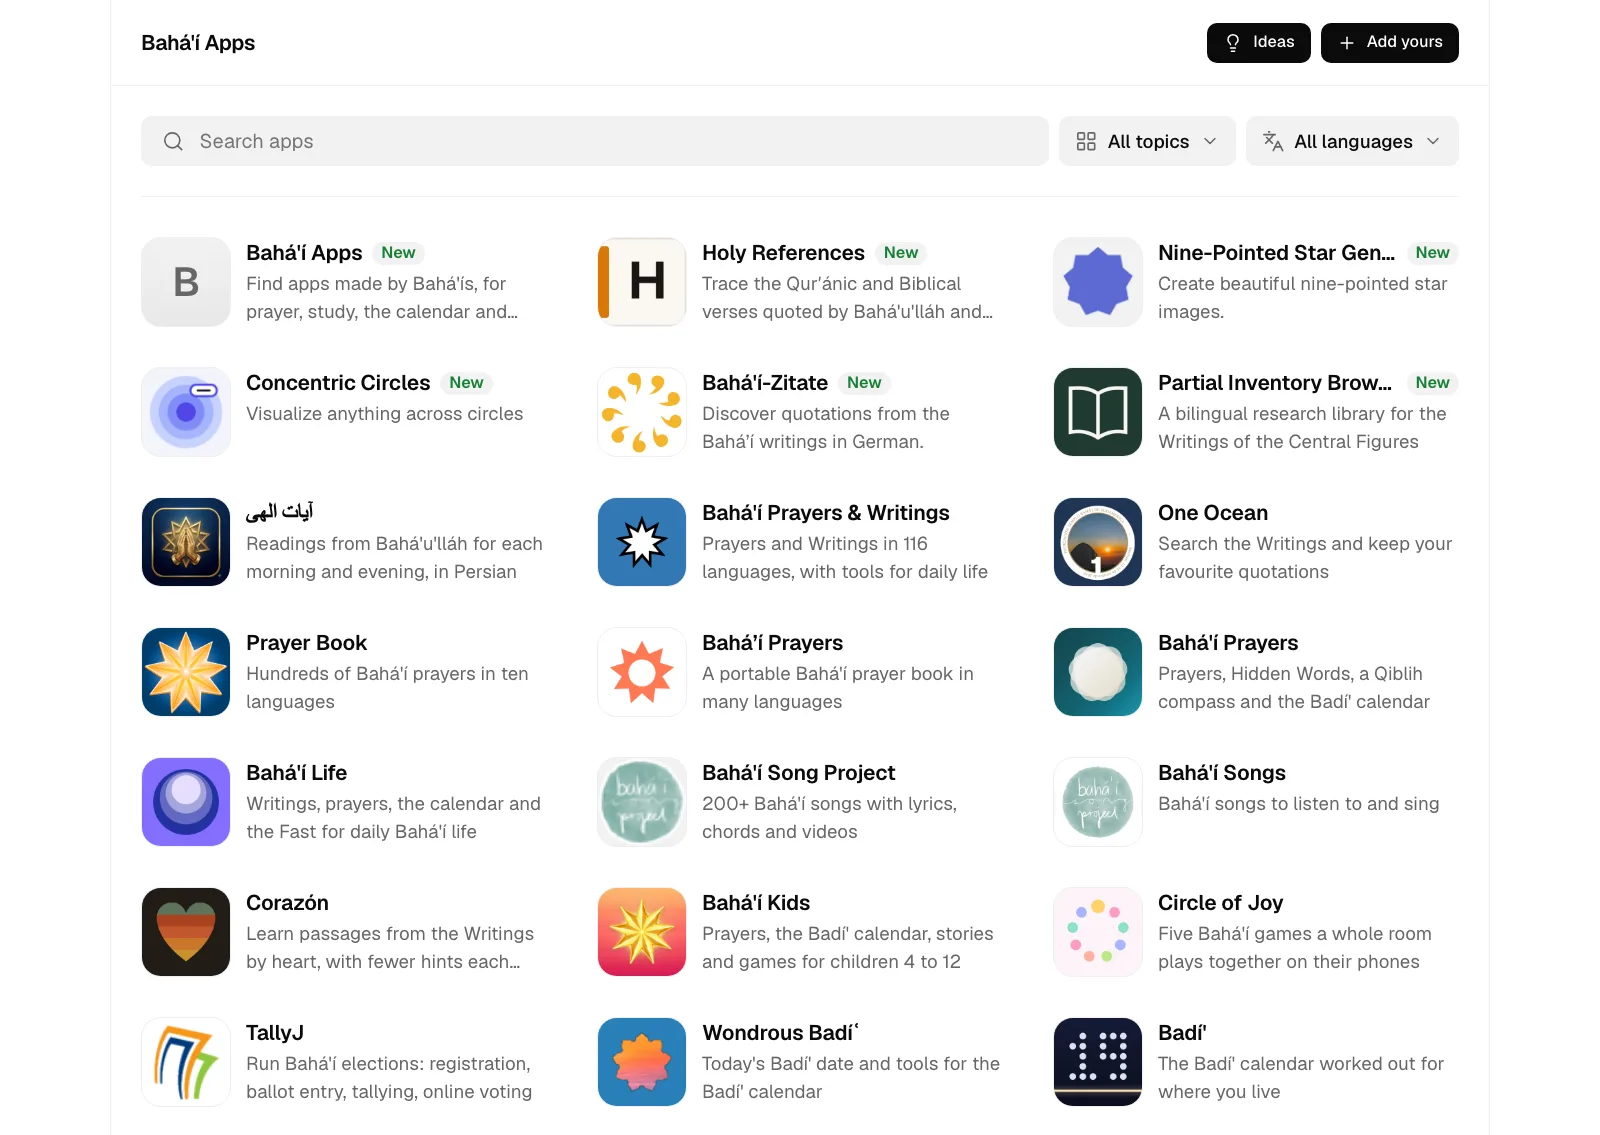 Bahá'í Apps
Ideas
Add yours
Search apps
All topics
All languages
B
Bahá'í Apps New
Find apps made by Bahá'ís, for
prayer, study, the calendar and…
H
Holy References New
Trace the Qur'ánic and Biblical
verses quoted by Bahá'u'lláh and…
Nine-Pointed Star Gen… New
Create beautiful nine-pointed star
images.
Concentric Circles New
Visualize anything across circles
Bahá'í-Zitate New
Discover quotations from the
Bahá’í writings in German.
Partial Inventory Brow… New
A bilingual research library for the
Writings of the Central Figures
آیات الهی
Readings from Bahá'u'lláh for each
morning and evening, in Persian
Bahá'í Prayers & Writings
Prayers and Writings in 116
languages, with tools for daily life
1
One Ocean
Search the Writings and keep your
favourite quotations
Prayer Book
Hundreds of Bahá'í prayers in ten
languages
Bahá’í Prayers
A portable Bahá'í prayer book in
many languages
Bahá'í Prayers
Prayers, Hidden Words, a Qiblih
compass and the Badí' calendar
Bahá'í Life
Writings, prayers, the calendar and
the Fast for daily Bahá'í life
bahá'í
project
Bahá'í Song Project
200+ Bahá'í songs with lyrics,
chords and videos
bahá'í
project
Bahá'í Songs
Bahá'í songs to listen to and sing
Corazón
Learn passages from the Writings
by heart, with fewer hints each…
Bahá'í Kids
Prayers, the Badí' calendar, stories
and games for children 4 to 12
Circle of Joy
Five Bahá'í games a whole room
plays together on their phones
TallyJ
Run Bahá'í elections: registration,
ballot entry, tallying, online voting
Wondrous Badíʿ
Today's Badí' date and tools for the
Badí' calendar
19
Badí'
The Badí' calendar worked out for
where you live